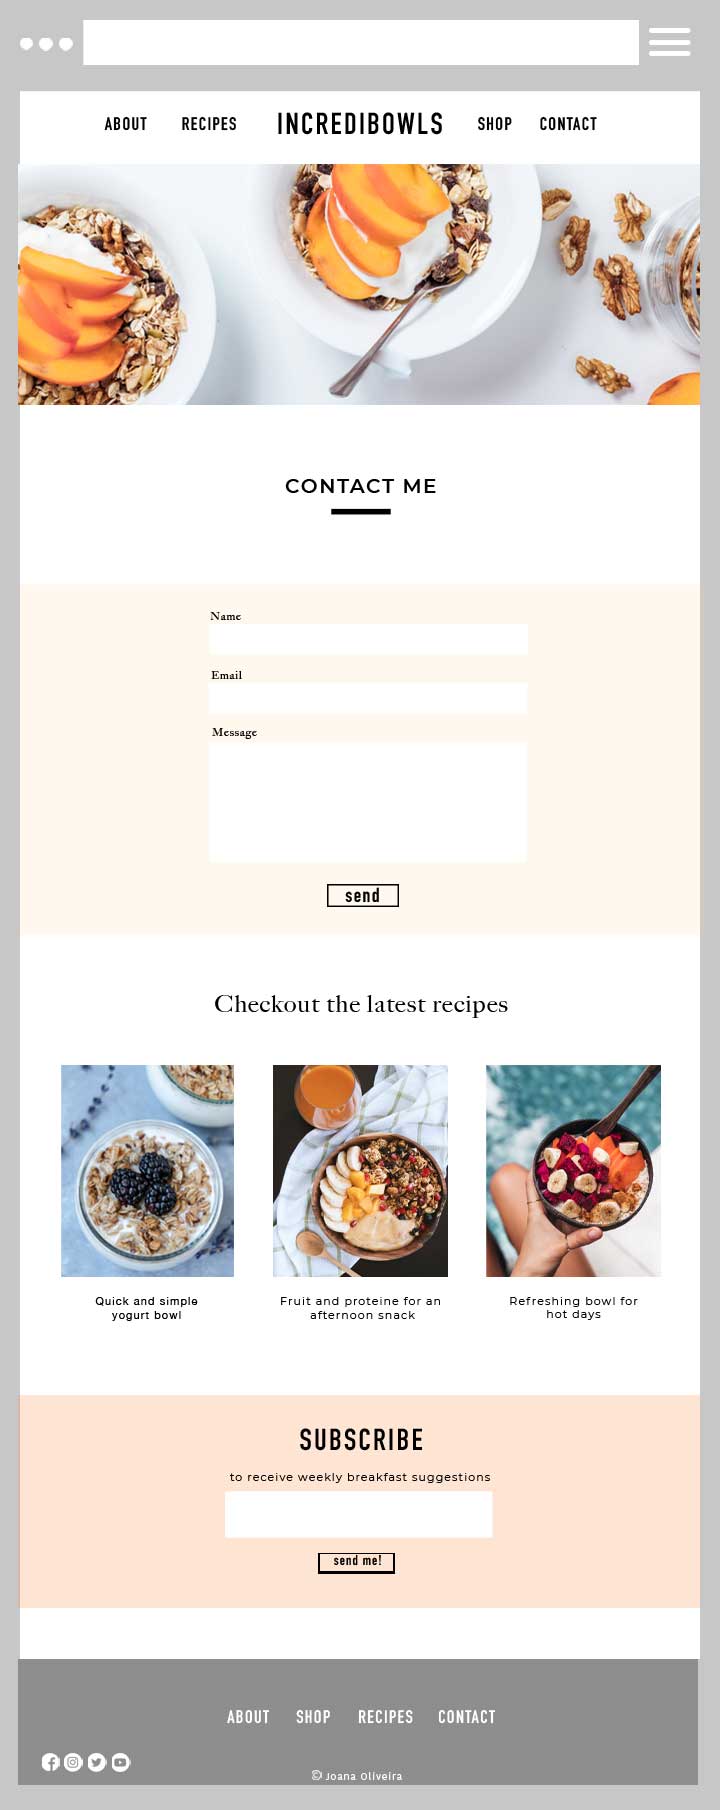 ABOUT RECIPES INCREDIBOWLS SHOP CONTACT
CONTACT ME
Name
Email
Message
send
Checkout the latest recipes
Quick and simple
yogurt bowl
Fruit and proteine for an
afternoon snack
Refreshing bowl for
hot days
SUBSCRIBE
to receive weekly breakfast suggestions
send me!
ABOUT SHOP RECIPES CONTACT
© Joana Oliveira